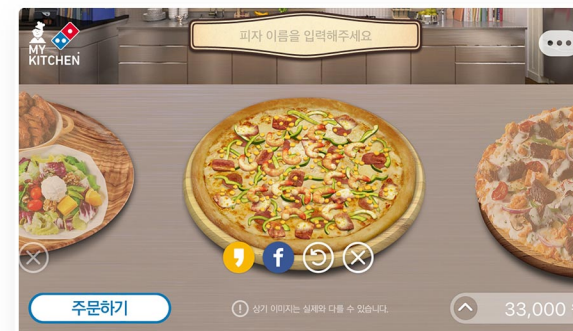 피자 이름을 입력해주세요
MY
KITCHEN
주문하기
상기 이미지는 실제와 다를 수 있습니다.
33,000